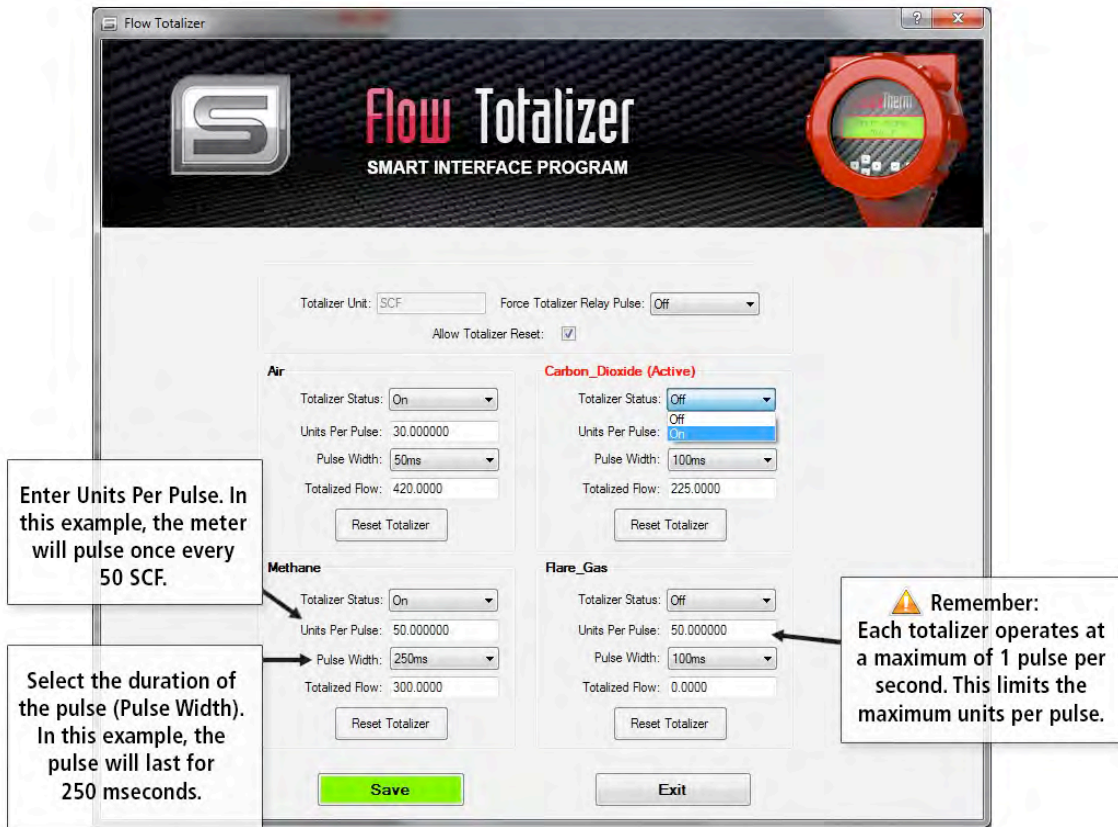 Flow Totalizer
S
Flow Totalizer
SMART INTERFACE PROGRAM
Therm
Totalizer Unit: SCF Force Totalizer Relay Pulse: Off
Allow Totalizer Reset:
Air
Totalizer Status: On
Units Per Pulse: 30.000000
Pulse Width: 50ms
Totalized Flow: 420.0000
Reset Totalizer
Carbon_Dioxide (Active)
Totalizer Status: Off
Off
On
Units Per Pulse:
Pulse Width: 100ms
Totalized Flow: 225.0000
Reset Totalizer
Methane
Totalizer Status: On
Units Per Pulse: 50.000000
Pulse Width: 250ms
Totalized Flow: 300.0000
Reset Totalizer
Flare_Gas
Totalizer Status: Off
Units Per Pulse: 50.000000
Pulse Width: 100ms
Totalized Flow: 0.0000
Reset Totalizer
Save
Exit
Enter Units Per Pulse. In
this example, the meter
will pulse once every
50 SCF.
Select the duration of
the pulse (Pulse Width).
In this example, the
pulse will last for
250 mseconds.
Remember:
Each totalizer operates at
a maximum of 1 pulse per
second. This limits the
maximum units per pulse.